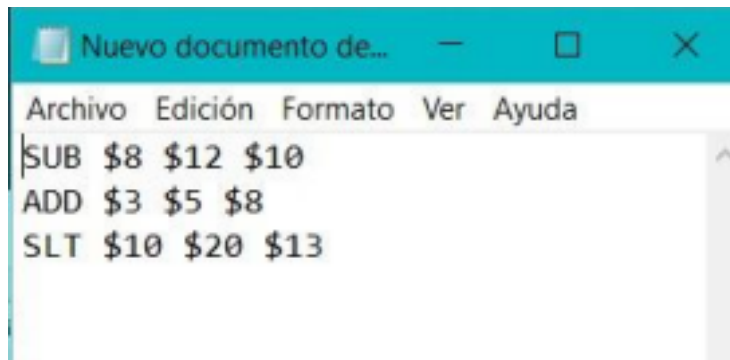 Nuevo documento de...
Archivo Edición Formato Ver Ayuda
SUB $8 $12 $10
ADD $3 $5 $8
SLT $10 $20 $13